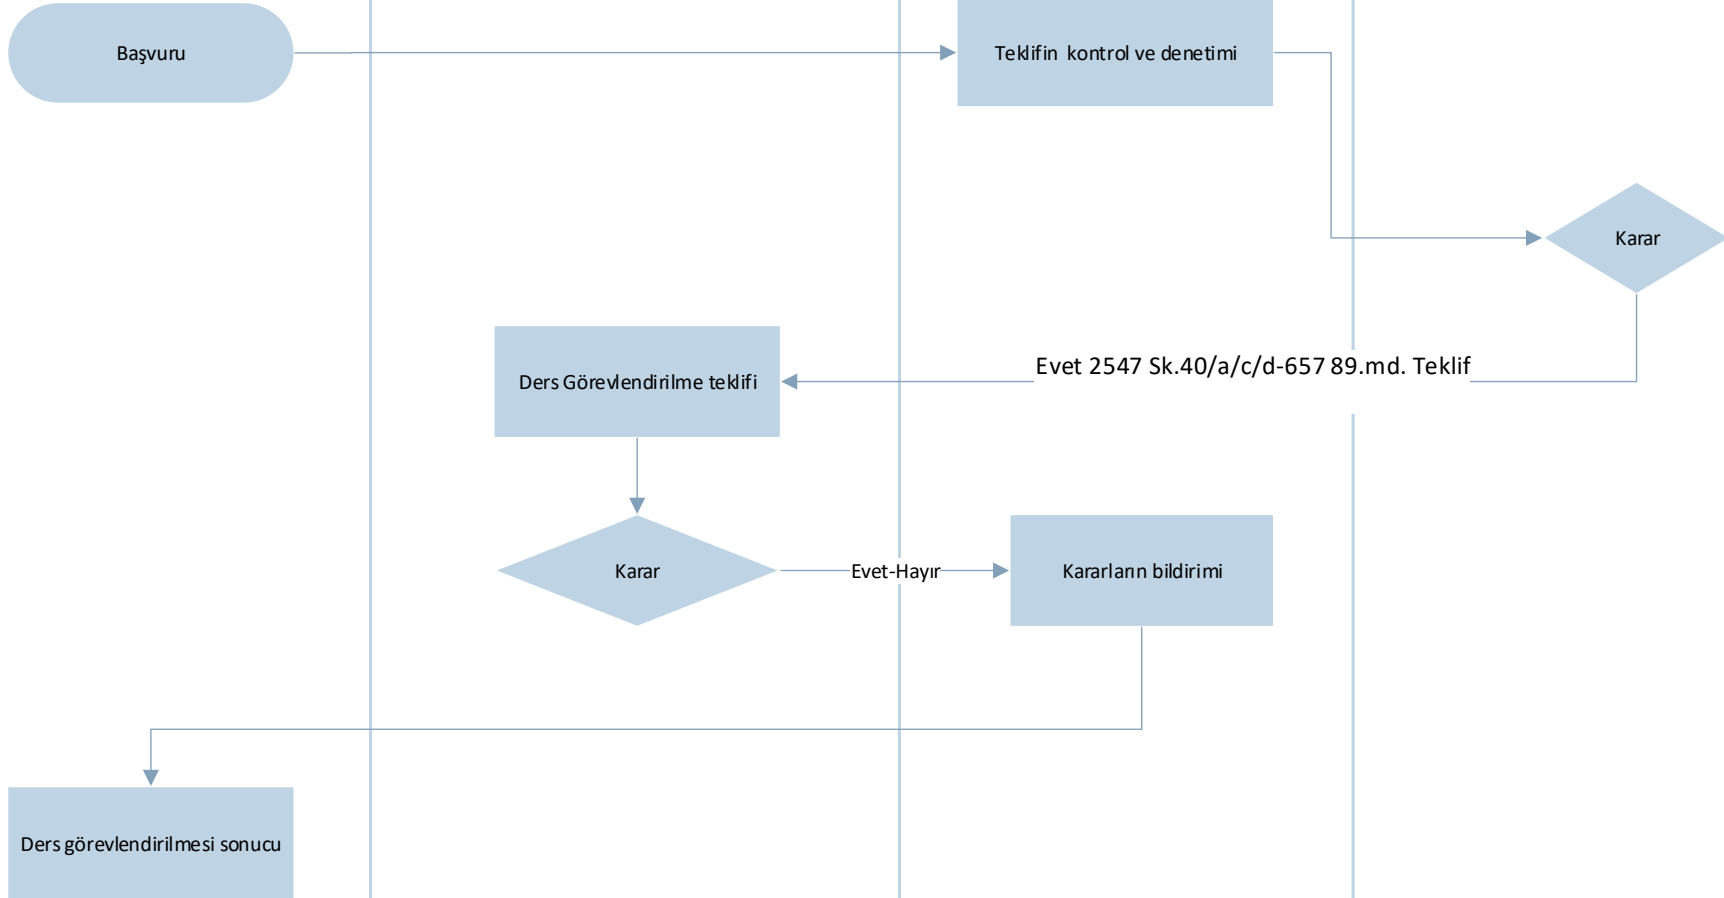 Başvuru
Teklifin kontrol ve denetimi
Karar
Evet 2547 Sk.40/a/c/d-657 89.md. Teklif
Ders Görevlendirilme teklifi
Karar
Evet-Hayır
Kararların bildirimi
Ders görevlendirilmesi sonucu